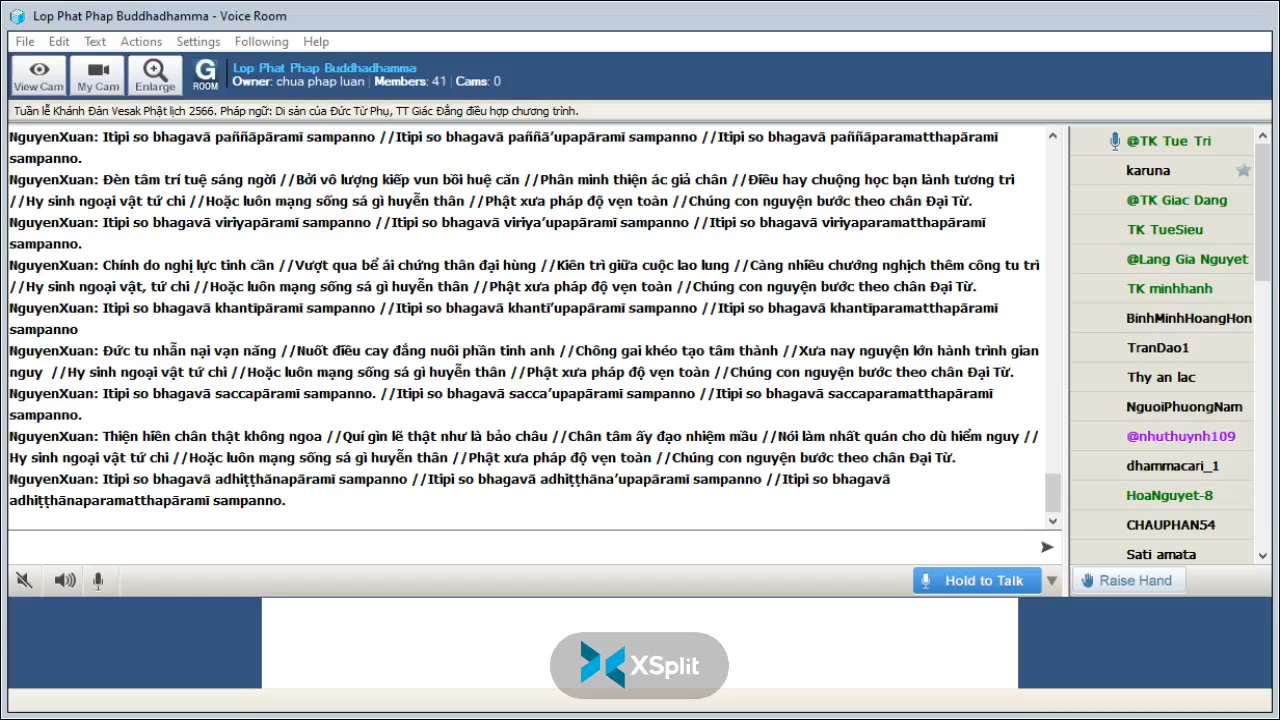 Lop Phat Phap Buddhadhamma - Voice Room
File Edit Text Actions Settings Following Help
View Cam
My Cam
Enlarge
G ROOM
Lop Phat Phap Buddhadhamma
Owner: chua phap luan | Members: 41 | Cams: 0
Tuần lễ Khánh Đản Vesak Phật lịch 2566. Pháp ngữ: Di sản của Đức Từ Phụ, TT Giác Đẳng điều hợp chương trình.
NguyenXuan: Itipi so bhagavā paññāpāramī sampanno //Itipi so bhagavā paññā’upapāramī sampanno //Itipi so bhagavā paññāparamatthapāramī
sampanno.
NguyenXuan: Đèn tâm trí tuệ sáng ngời //Bởi vô lượng kiếp vun bồi huệ căn //Phân minh thiện ác giả chân //Điều hay chuộng học bạn lành tương tri
//Hy sinh ngoại vật tứ chi //Hoặc luôn mạng sống sá gì huyễn thân //Phật xưa pháp độ vẹn toàn //Chúng con nguyện bước theo chân Đại Từ.
NguyenXuan: Itipi so bhagavā viriyapāramī sampanno //Itipi so bhagavā viriya’upapāramī sampanno //Itipi so bhagavā viriyaparamatthapāramī
sampanno.
NguyenXuan: Chính do nghị lực tinh cần //Vượt qua bể ái chứng thân đại hùng //Kiên trì giữa cuộc lao lung //Càng nhiều chướng nghịch thêm công tu trì
//Hy sinh ngoại vật, tứ chi //Hoặc luôn mạng sống sá gì huyễn thân //Phật xưa pháp độ vẹn toàn //Chúng con nguyện bước theo chân Đại Từ.
NguyenXuan: Itipi so bhagavā khantīpāramī sampanno //Itipi so bhagavā khantī’upapāramī sampanno //Itipi so bhagavā khantīparamatthapāramī
sampanno
NguyenXuan: Đức tu nhẫn nại vạn năng //Nuốt điều cay đắng nuôi phần tinh anh //Chông gai khéo tạo tâm thành //Xưa nay nguyện lớn hành trình gian
nguy //Hy sinh ngoại vật tứ chi //Hoặc luôn mạng sống sá gì huyễn thân //Phật xưa pháp độ vẹn toàn //Chúng con nguyện bước theo chân Đại Từ.
NguyenXuan: Itipi so bhagavā saccapāramī sampanno. //Itipi so bhagavā sacca’upapāramī sampanno //Itipi so bhagavā saccaparamatthapāramī
sampanno.
NguyenXuan: Thiện hiền chân thật không ngoa //Quí gìn lẽ thật như là bảo châu //Chân tâm ấy đạo nhiệm mầu //Nói làm nhất quán cho dù hiểm nguy //
Hy sinh ngoại vật tứ chi //Hoặc luôn mạng sống sá gì huyễn thân //Phật xưa pháp độ vẹn toàn //Chúng con nguyện bước theo chân Đại Từ.
NguyenXuan: Itipi so bhagavā adhiṭṭhānapāramī sampanno //Itipi so bhagavā adhiṭṭhāna’upapāramī sampanno //Itipi so bhagavā
adhiṭṭhānaparamatthapāramī sampanno.
@TK Tue Tri
karuna
@TK Giac Dang
TK TueSieu
@Lang Gia Nguyet
TK minhhanh
BinhMinhHoangHon
TranDao1
Thy an lac
NguoiPhuongNam
@nhuthuynh109
dhammacari_1
HoaNguyet-8
CHAUPHAN54
Sati amata
Hold to Talk
Raise Hand
XSplit